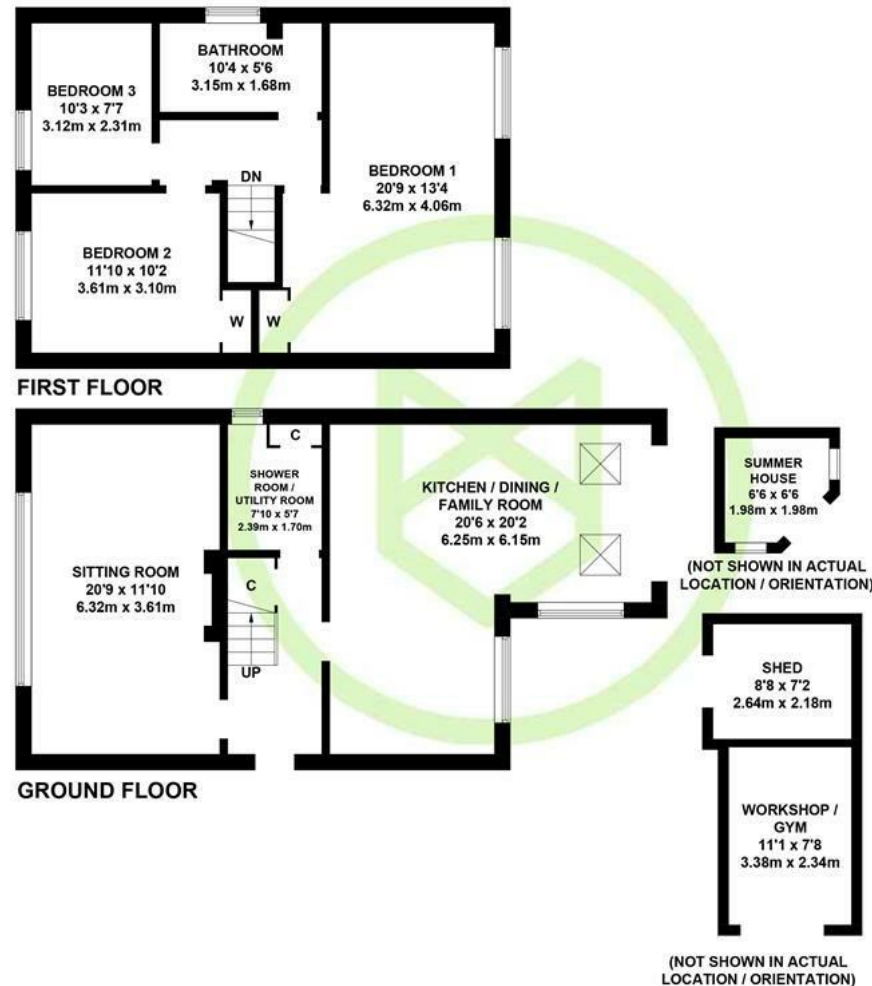 BATHROOM
10'4 x 5'6
3.15m x 1.68m
BEDROOM 3
10'3 x 7'7
3.12m x 2.31m
DN
BEDROOM 1
20'9 x 13'4
6.32m x 4.06m
BEDROOM 2
11'10 x 10'2
3.61m x 3.10m
W
W
FIRST FLOOR
C
SHOWER
ROOM /
UTILITY ROOM
7'10 x 5'7
2.39m x 1.70m
KITCHEN / DINING /
FAMILY ROOM
20'6 x 20'2
6.25m x 6.15m
SITTING ROOM
20'9 x 11'10
6.32m x 3.61m
C
UP
GROUND FLOOR
SUMMER
HOUSE
6'6 x 6'6
1.98m x 1.98m
(NOT SHOWN IN ACTUAL
LOCATION / ORIENTATION)
SHED
8'8 x 7'2
2.64m x 2.18m
WORKSHOP /
GYM
11'1 x 7'8
3.38m x 2.34m
(NOT SHOWN IN ACTUAL
LOCATION / ORIENTATION)